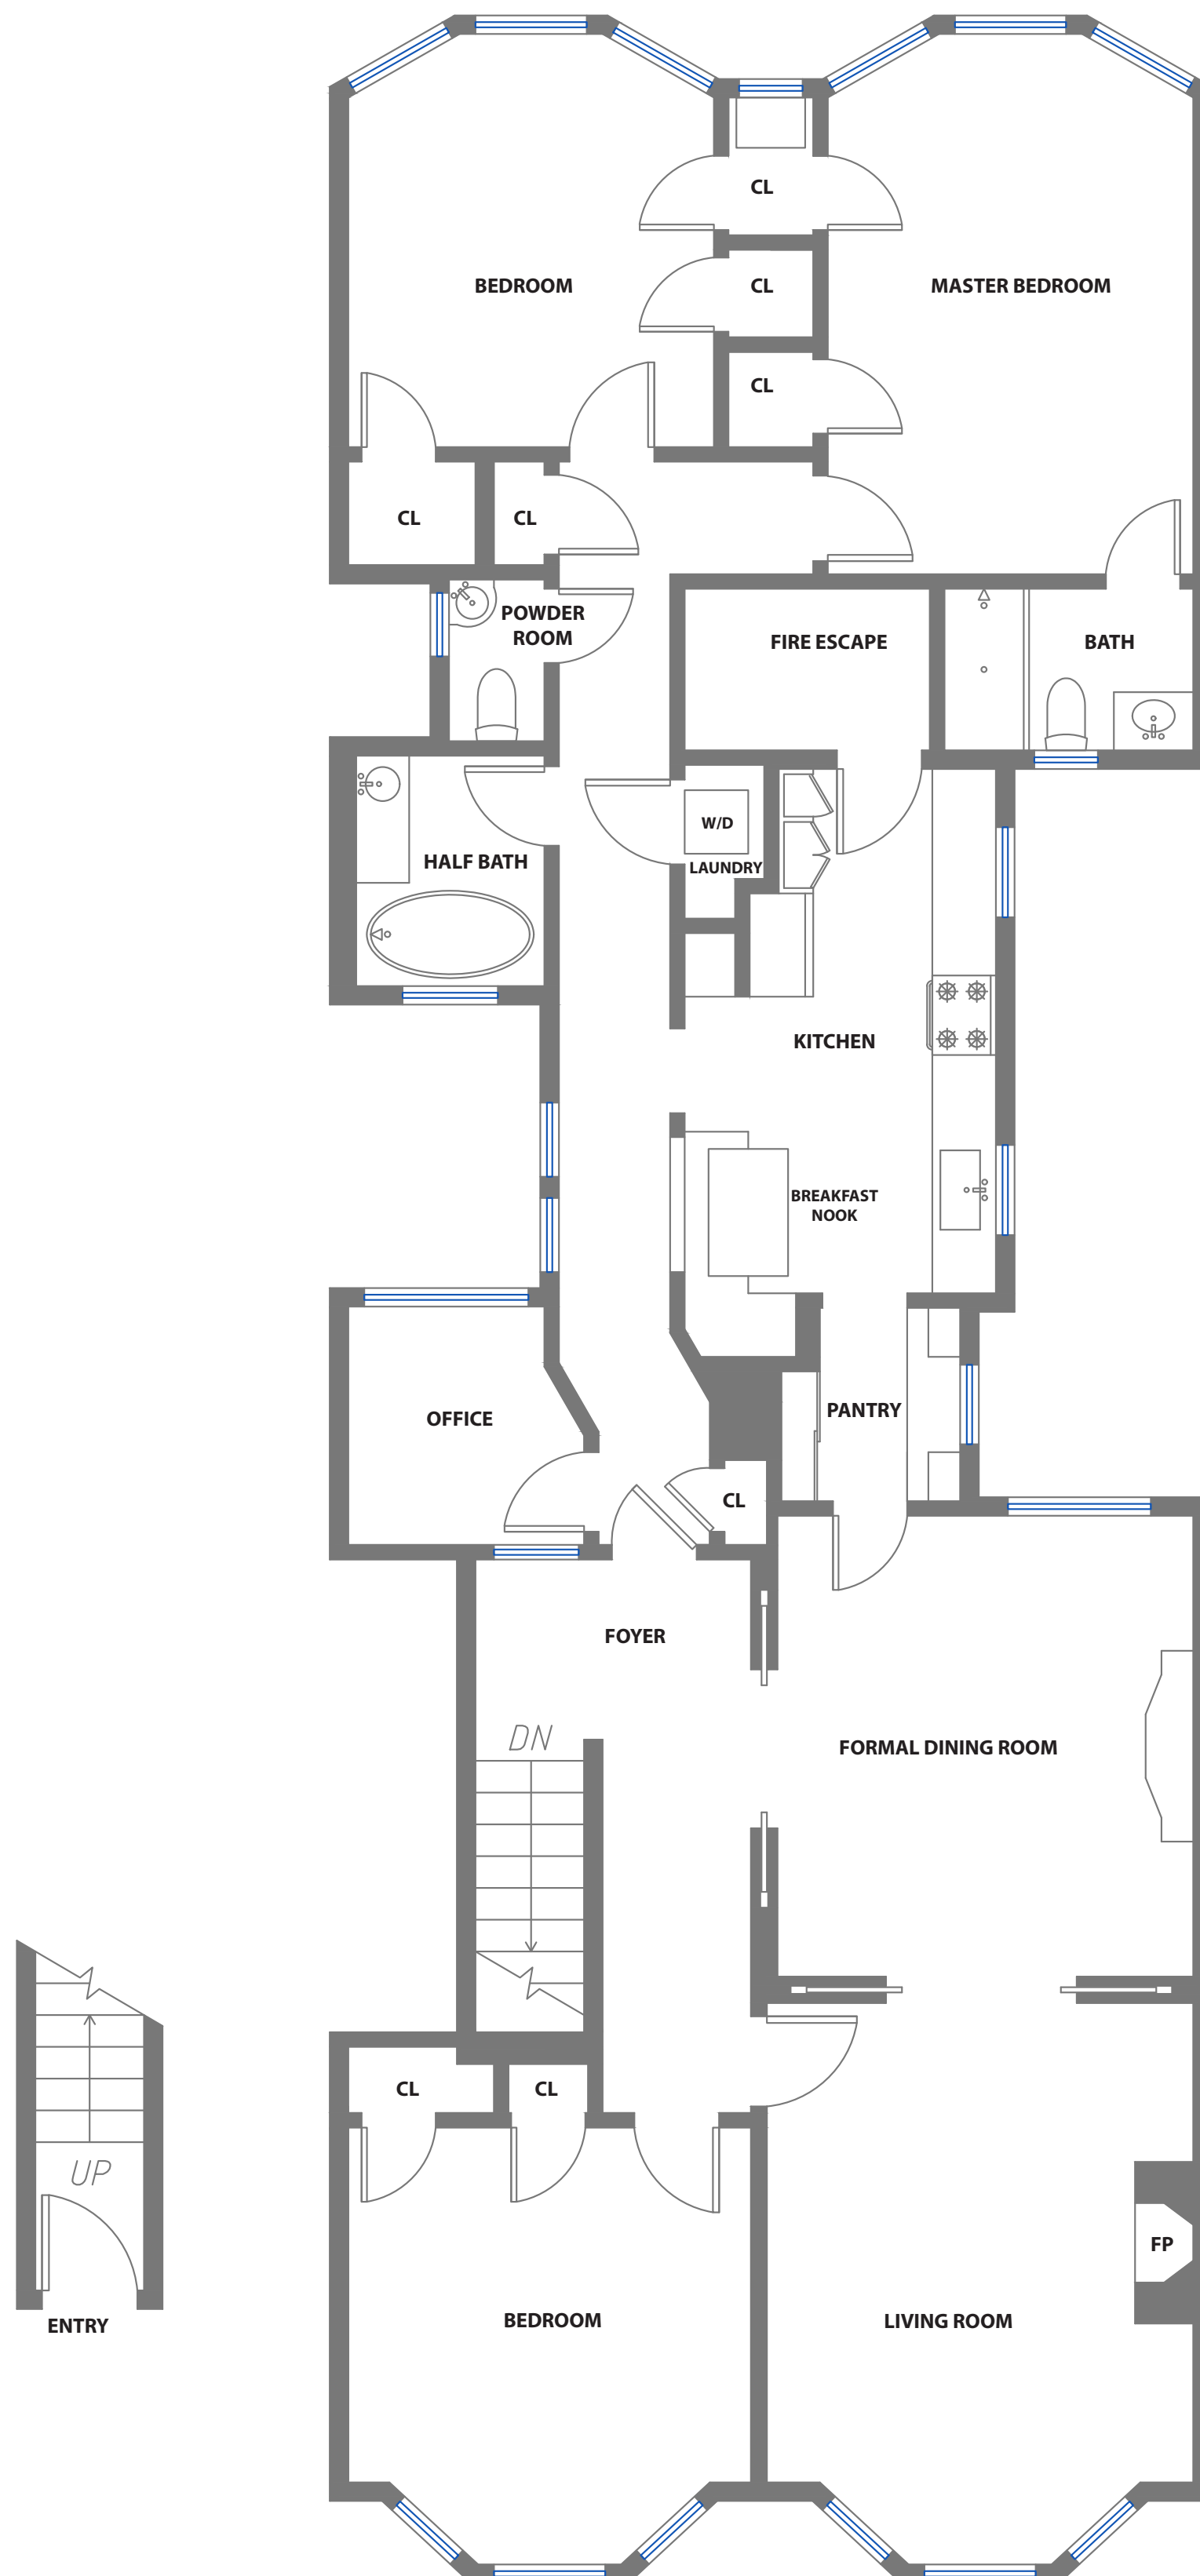 CL
BEDROOM
CL
MASTER BEDROOM
CL
CL
CL
POWDER
ROOM
FIRE ESCAPE
BATH
W/D
LAUNDRY
HALF BATH
KITCHEN
BREAKFAST
NOOK
PANTRY
OFFICE
CL
FOYER
DN
FORMAL DINING ROOM
CL
CL
UP
FP
BEDROOM
LIVING ROOM
ENTRY